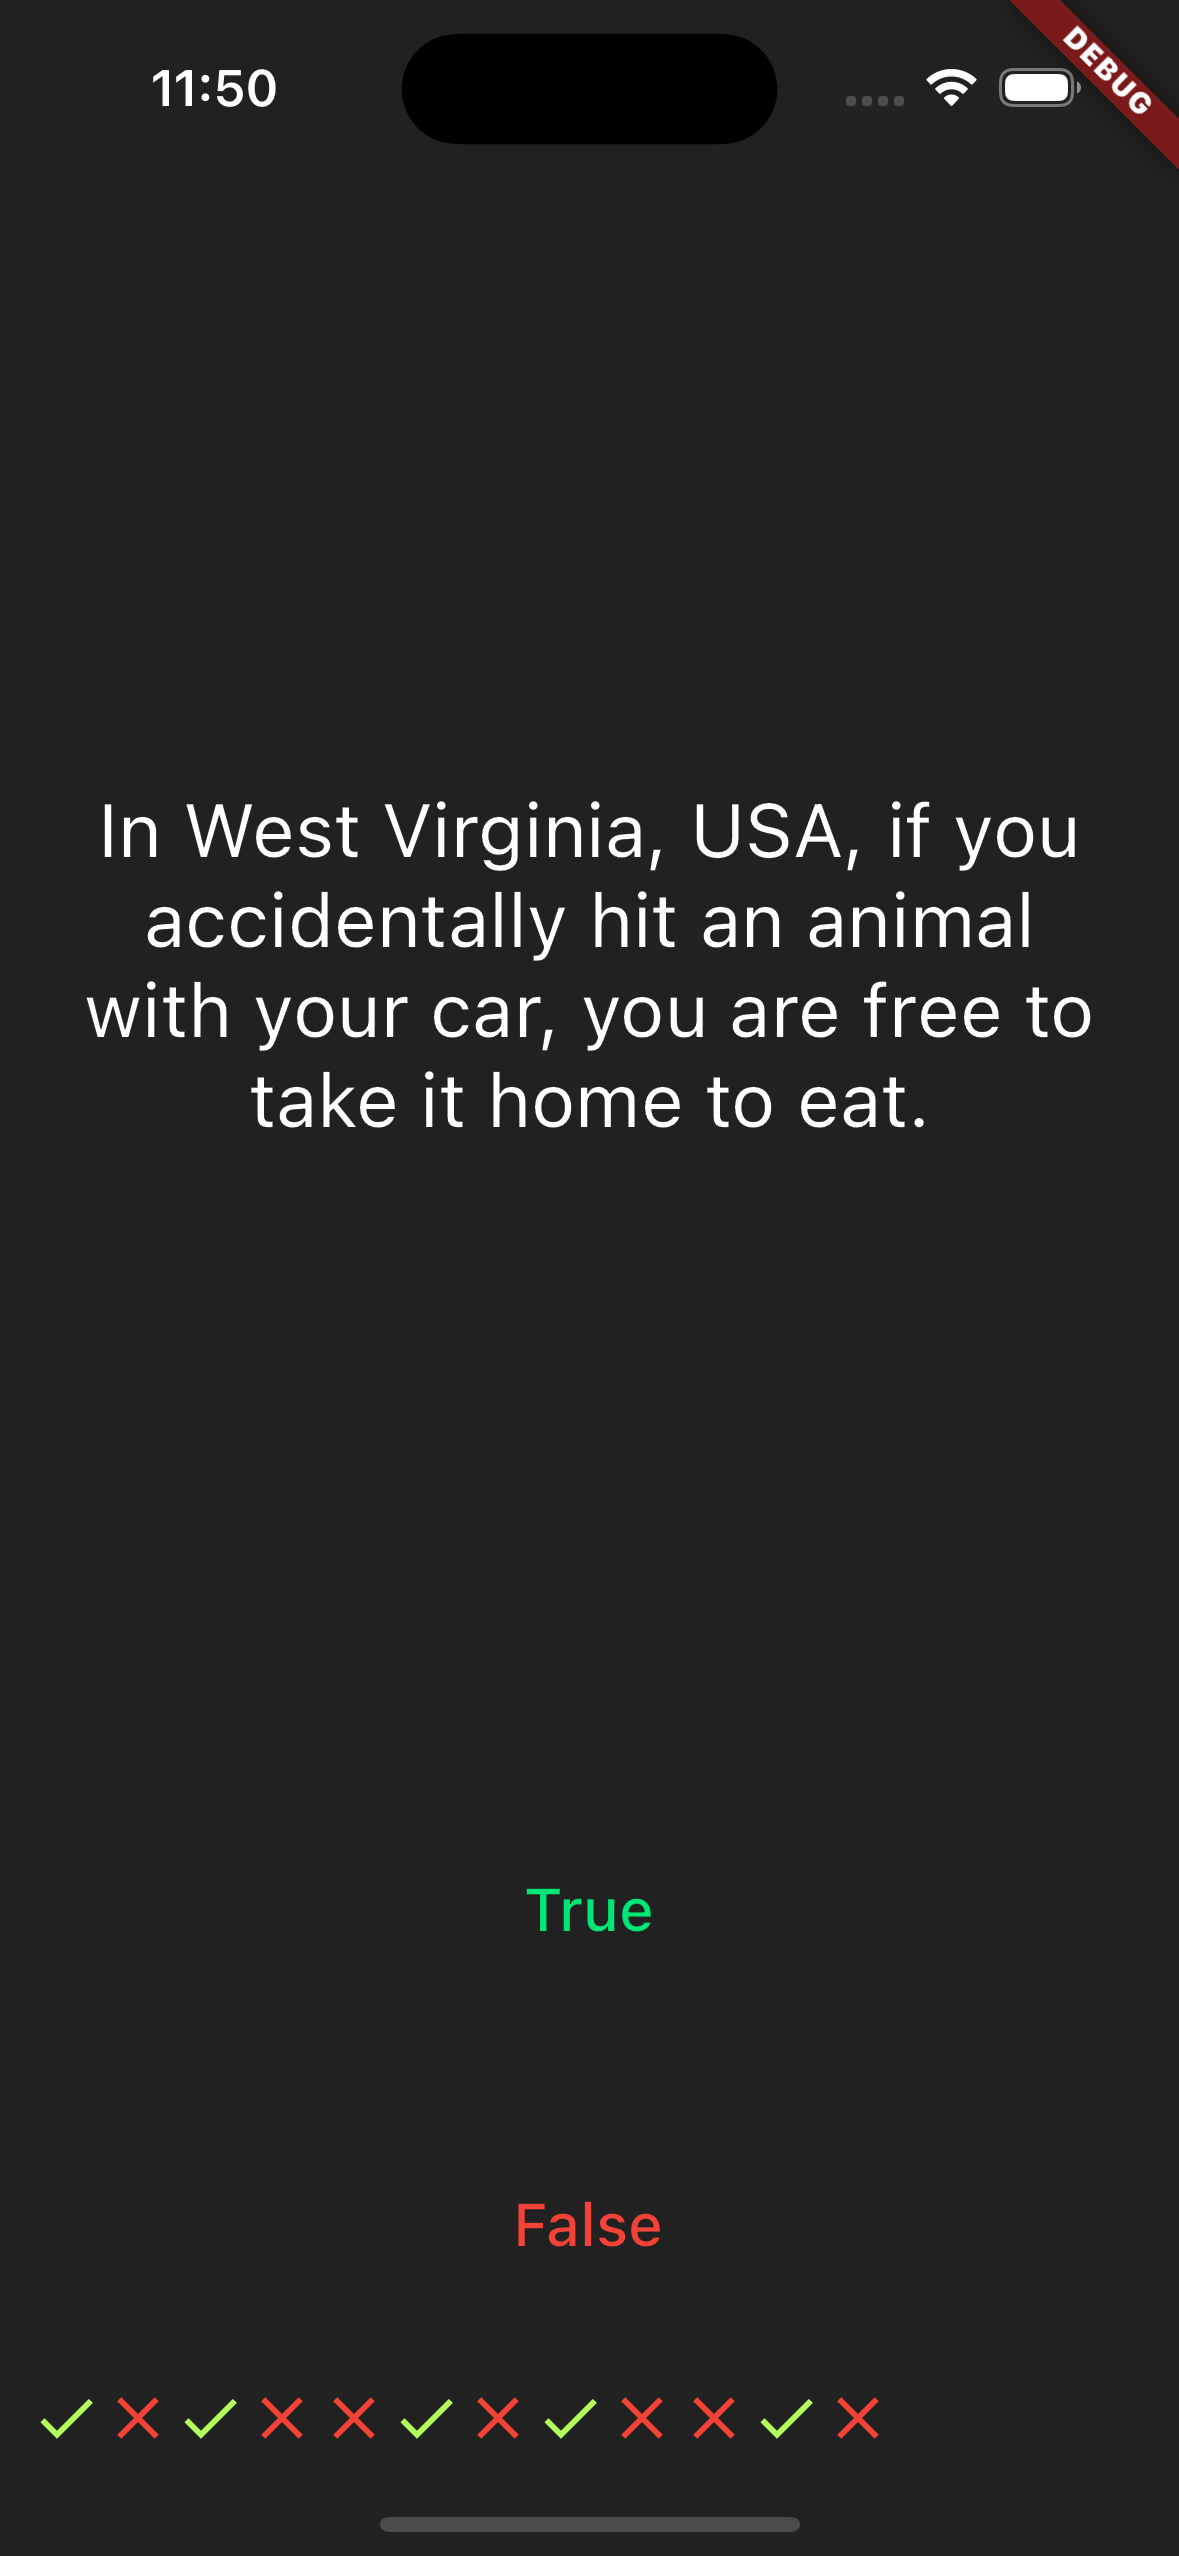 11:50
DEBUG
In West Virginia, USA, if you
accidentally hit an animal
with your car, you are free to
take it home to eat.
True
False